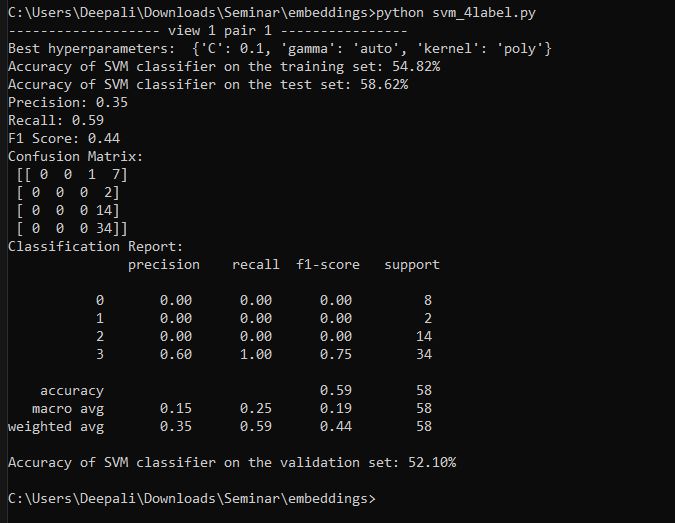 C:\Users\Deepali\Downloads\Seminar\embeddings>python svm_4label.py
------------------- view 1 pair 1 ----------------
Best hyperparameters:  {'C': 0.1, 'gamma': 'auto', 'kernel': 'poly'}
Accuracy of SVM classifier on the training set: 54.82%
Accuracy of SVM classifier on the test set: 58.62%
Precision: 0.35
Recall: 0.59
F1 Score: 0.44
Confusion Matrix:
 [[ 0  0  1  7]
 [ 0  0  0  2]
 [ 0  0  0 14]
 [ 0  0  0 34]]
Classification Report:
               precision    recall  f1-score   support

           0       0.00      0.00      0.00         8
           1       0.00      0.00      0.00         2
           2       0.00      0.00      0.00        14
           3       0.60      1.00      0.75        34

    accuracy                           0.59        58
   macro avg       0.15      0.25      0.19        58
weighted avg       0.35      0.59      0.44        58

Accuracy of SVM classifier on the validation set: 52.10%

C:\Users\Deepali\Downloads\Seminar\embeddings>